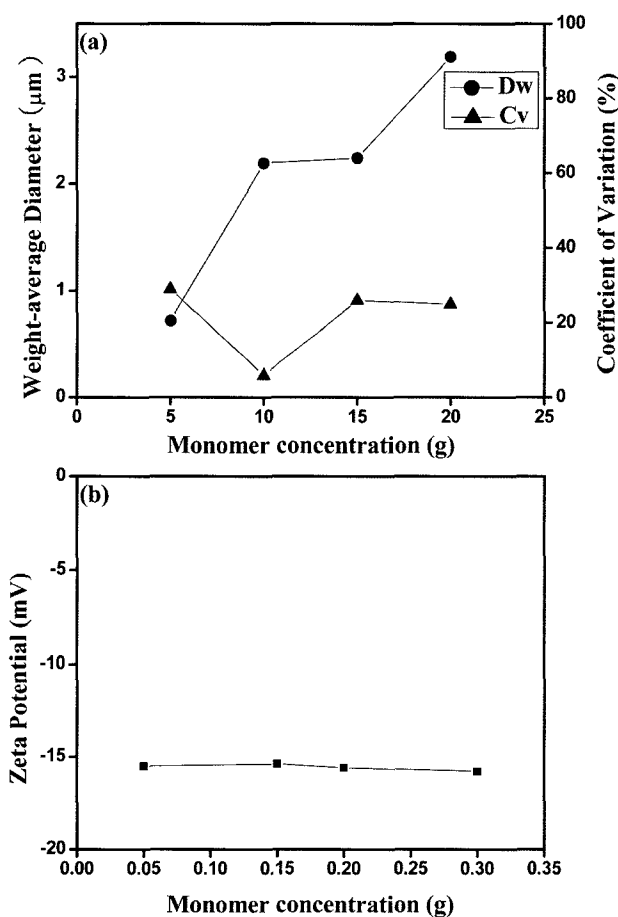 (a)
Weight-average Diameter (μm)
3
2
1
0
100
80
60
40
20
0
Coefficient of Variation (%)
Dw
Cv
0 5 10 15 20 25
Monomer concentration (g)
(b)
Zeta Potential (mV)
0
-5
-10
-15
-20
0.00 0.05 0.10 0.15 0.20 0.25 0.30 0.35
Monomer concentration (g)